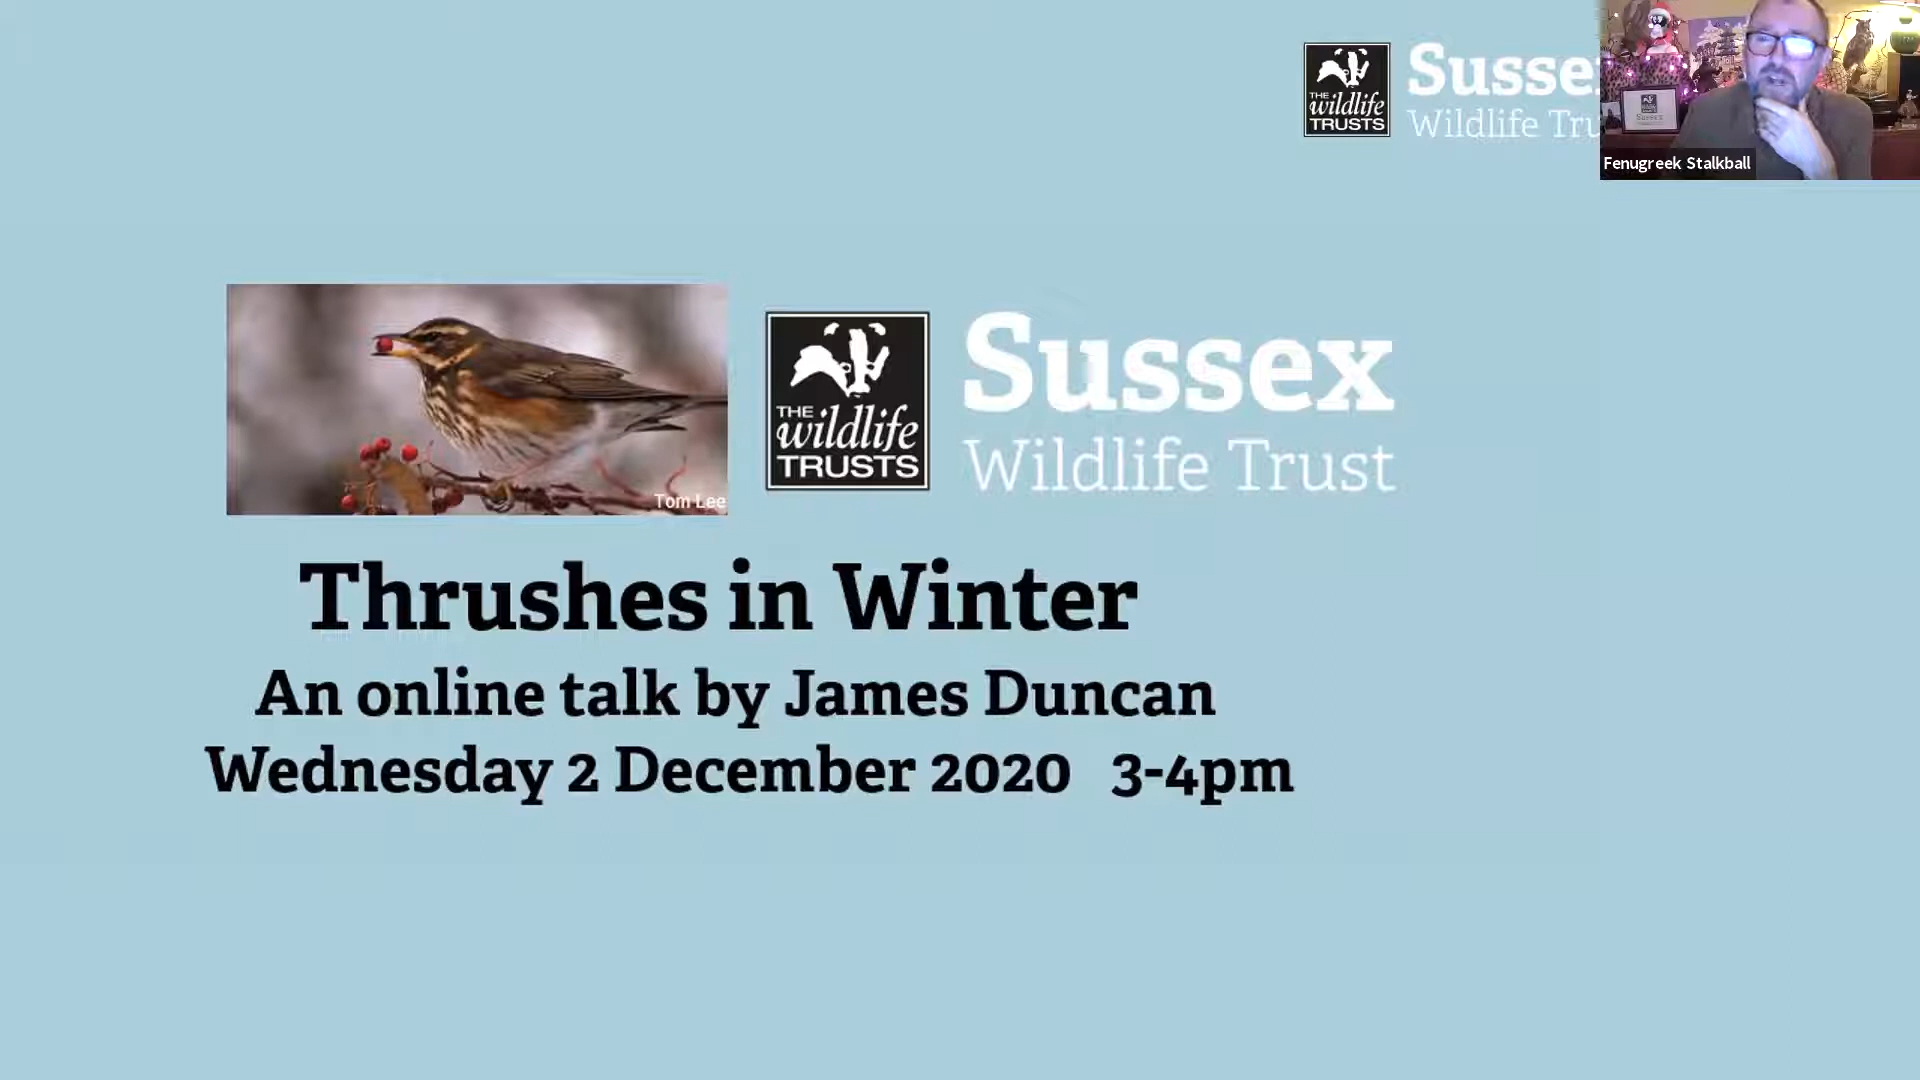 THE
wildlife
TRUSTS
Susse
Wildlife Tru
Sussex
Fenugreek Stalkball
Tom Lee
THE
wildlife
TRUSTS
Sussex
Wildlife Trust
Thrushes in Winter
An online talk by James Duncan
Wednesday 2 December 2020 3-4pm